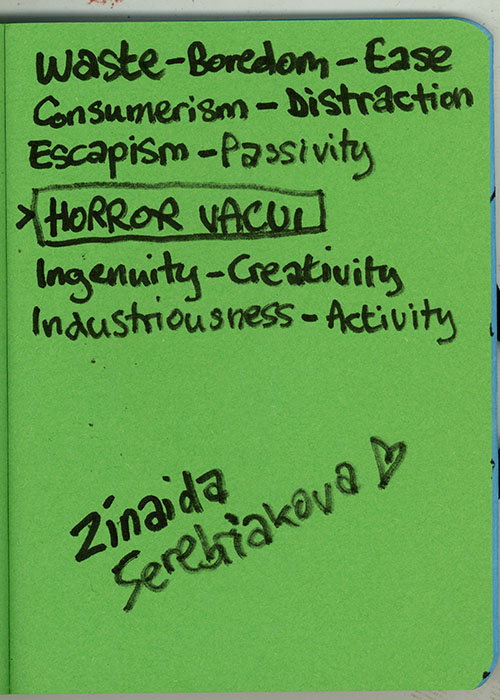 Waste-Boredom-Ease
Consumerism-Distraction
Escapism-Passivity
>HORROR VACUI
Ingenuity-Creativity
Industriousness-Activity
Zinaida
Serebriakova ♡